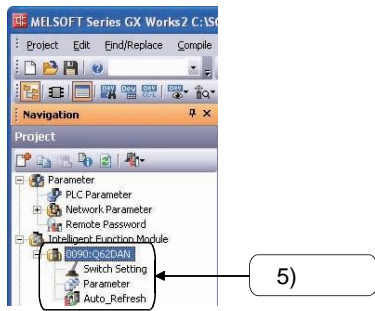 MELSOFT Series GX Works2 C:\SC
Project Edit Find/Replace Compile
Navigation
Project
Parameter
PLC Parameter
Network Parameter
Remote Password
Intelligent Function Module
0090:Q62DAN
Switch Setting
Parameter
Auto_Refresh
5)